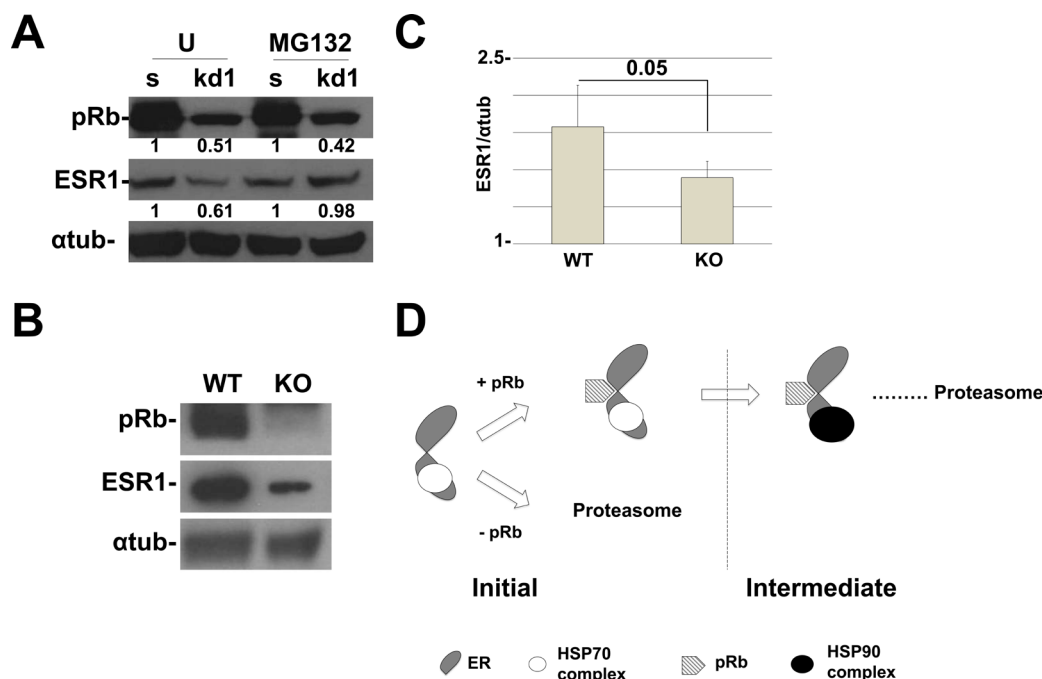 A
U MG132
s kd1 s kd1
pRb-
1 0.51 1 0.42
ESR1-
1 0.61 1 0.98
αtub-
B
WT KO
pRb-
ESR1-
αtub-
C
2.5-
0.05
ESR1/αtub
1-
WT KO
D
+ pRb
- pRb
Proteasome
Proteasome
Initial
Intermediate
ER
HSP70
complex
pRb
HSP90
complex